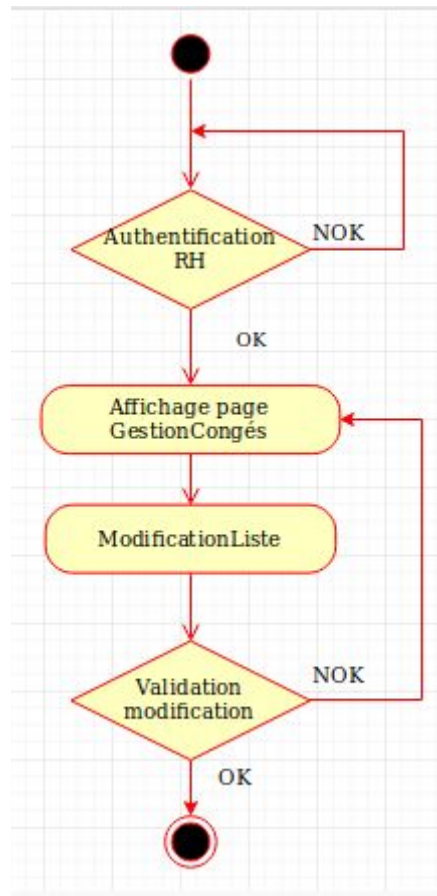 Authentification
RH
NOK
OK
Affichage page
GestionCongés
ModificationListe
Validation
modification
NOK
OK